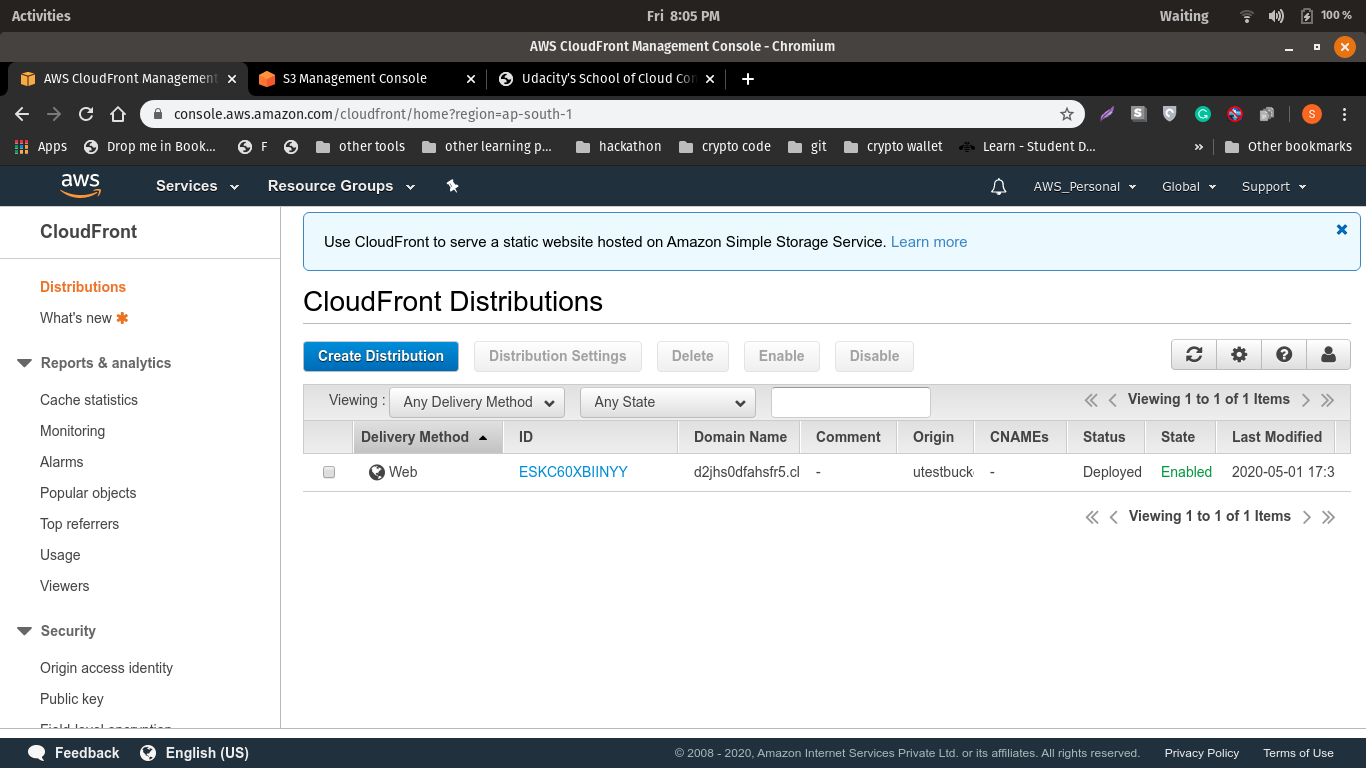 Activities Fri 8:05 PM Waiting 100 %
AWS CloudFront Management Console - Chromium
AWS CloudFront Management S3 Management Console Udacity's School of Cloud Con
console.aws.amazon.com/cloudfront/home?region=ap-south-1
Apps Drop me in Book... F other tools other learning p... hackathon crypto code git crypto wallet Learn - Student D... » Other bookmarks
aws Services Resource Groups AWS_Personal Global Support
CloudFront
Distributions
What's new
Reports & analytics
Cache statistics
Monitoring
Alarms
Popular objects
Top referrers
Usage
Viewers
Security
Origin access identity
Public key
Field-level encryption
Use CloudFront to serve a static website hosted on Amazon Simple Storage Service. Learn more
CloudFront Distributions
Create Distribution Distribution Settings Delete Enable Disable
Viewing : Any Delivery Method Any State Viewing 1 to 1 of 1 Items
Delivery Method ID Domain Name Comment Origin CNAMEs Status State Last Modified
Web ESKC60XBIINYY d2jhs0dfahsfr5.cl - utestbuck - Deployed Enabled 2020-05-01 17:3
Viewing 1 to 1 of 1 Items
Feedback English (US) © 2008 - 2020, Amazon Internet Services Private Ltd. or its affiliates. All rights reserved. Privacy Policy Terms of Use